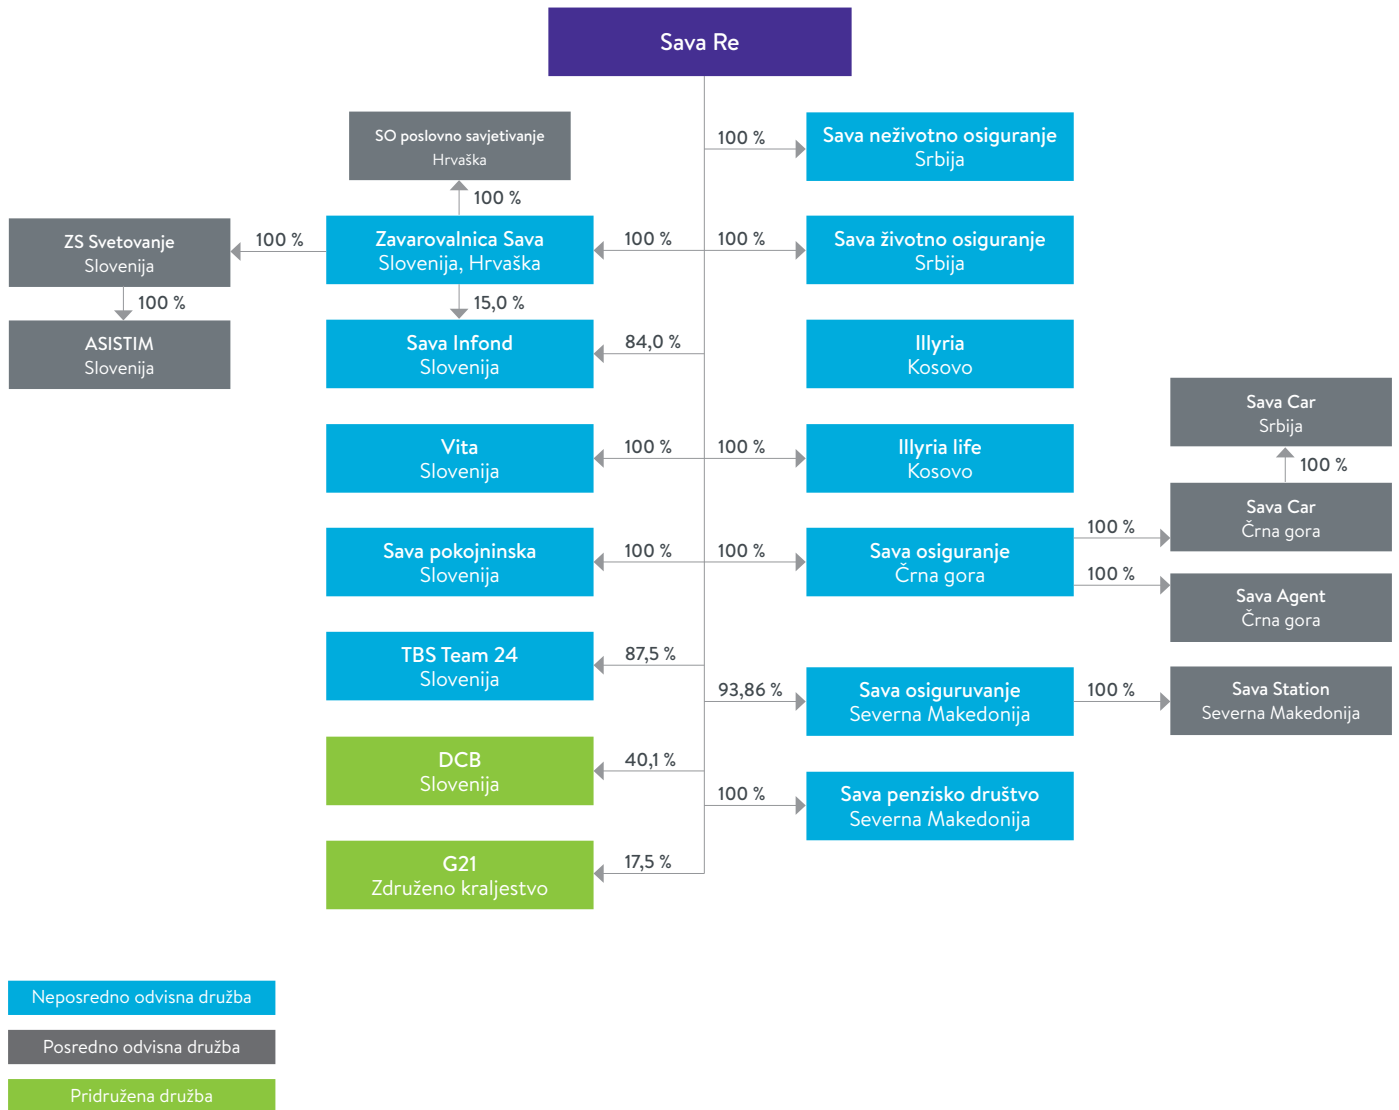 Sava Re
SO poslovno savjetivanje
Hrvaška
100 %
Sava neživotno osiguranje
Srbija
100 %
ZS Svetovanje
Slovenija
100 %
Zavarovalnica Sava
Slovenija, Hrvaška
100 %
100 %
Sava životno osiguranje
Srbija
100 %
15,0 %
ASISTIM
Slovenija
Sava Infond
Slovenija
84,0 %
Illyria
Kosovo
Sava Car
Srbija
Vita
Slovenija
100 %
100 %
Illyria life
Kosovo
100 %
Sava Car
Črna gora
Sava pokojninska
Slovenija
100 %
100 %
Sava osiguranje
Črna gora
100 %
100 %
Sava Agent
Črna gora
TBS Team 24
Slovenija
87,5 %
93,86 %
Sava osiguruvanje
Severna Makedonija
100 %
Sava Station
Severna Makedonija
DCB
Slovenija
40,1 %
100 %
Sava penzisko društvo
Severna Makedonija
G21
Združeno kraljestvo
17,5 %
Neposredno odvisna družba
Posredno odvisna družba
Pridružena družba